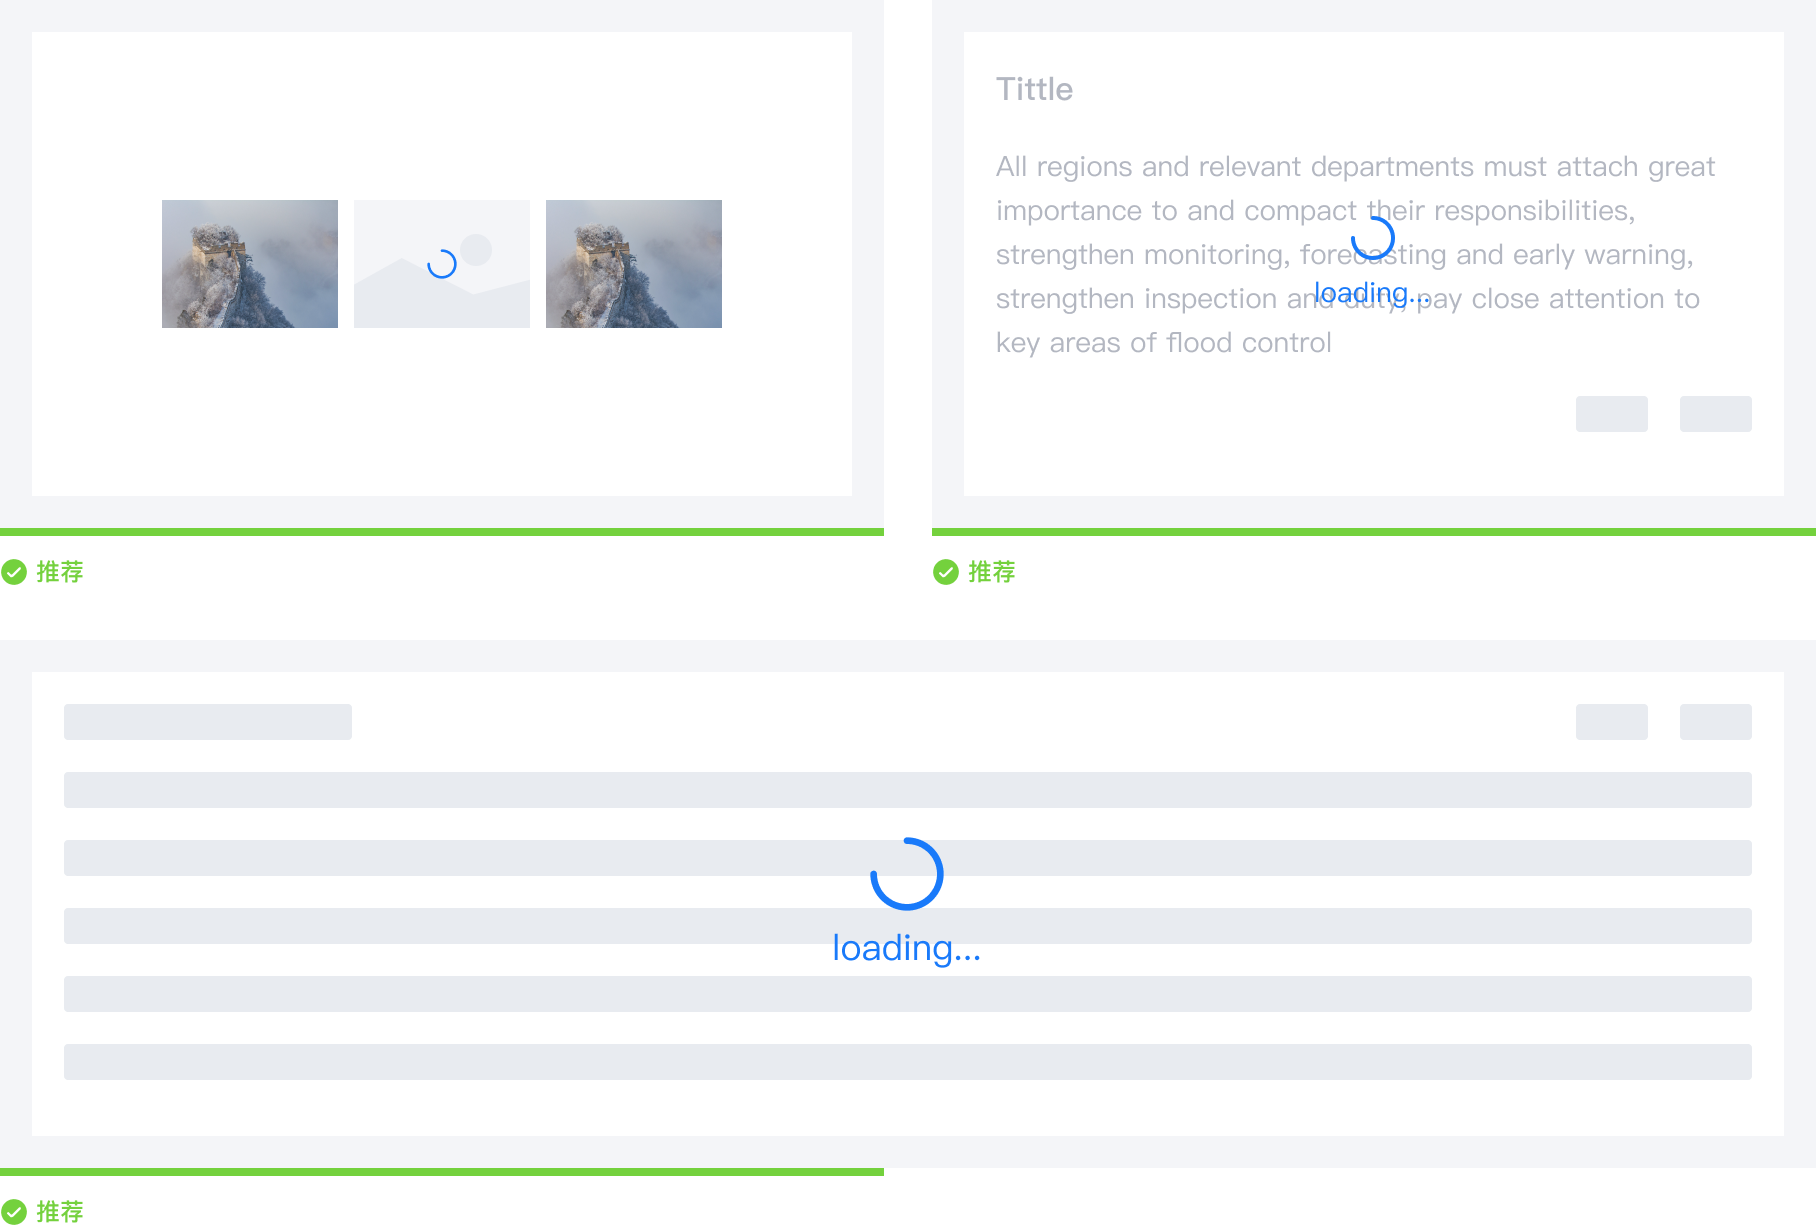 推荐
Tittle
All regions and relevant departments must attach great
importance to and compact their responsibilities,
strengthen monitoring, forecasting and early warning,
strengthen inspection and duty, pay close attention to
key areas of flood control
loading...
推荐
loading...
推荐